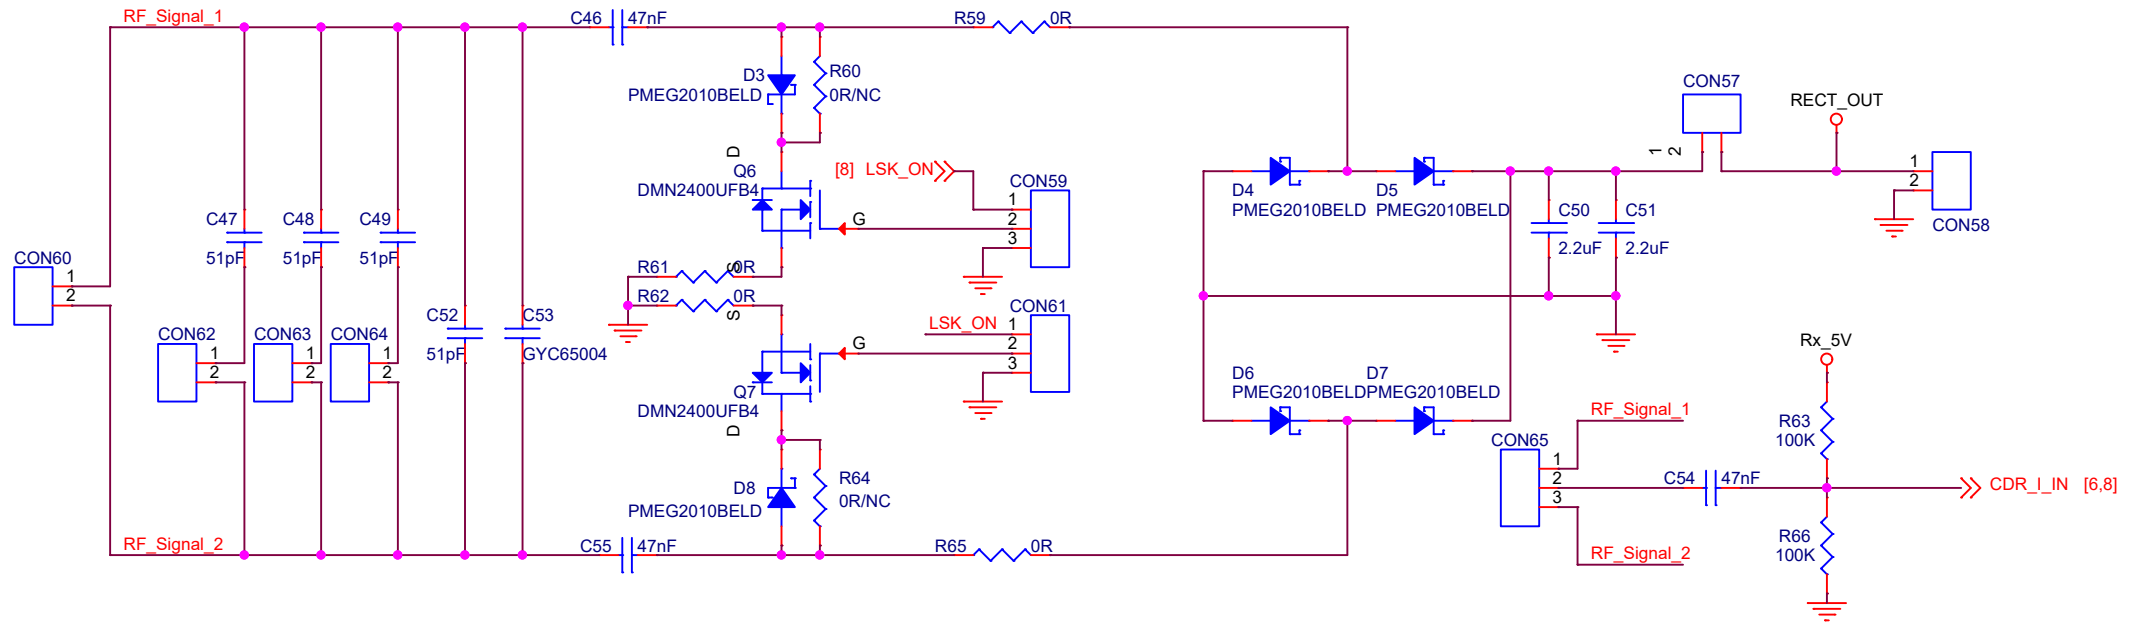 RF_Signal_1
C46 47nF
R59 0R
D3
PMEG2010BELD
R60
0R/NC
CON57
1
2
RECT_OUT
D
Q6
DMN2400UFB4
[8] LSK_ON
G
CON59
1
2
3
D4
PMEG2010BELD
D5
PMEG2010BELD
C50
2.2uF
C51
2.2uF
1
2
CON58
C47
51pF
C48
51pF
C49
51pF
CON60
1
2
R61 0R
S
R62 0R
S
LSK_ON
CON61
1
2
3
G
C52
51pF
C53
GYC65004
CON62
1
2
CON63
1
2
CON64
1
2
Q7
DMN2400UFB4
D
D6
PMEG2010BELD
D7
PMEG2010BELD
Rx_5V
R63
100K
RF_Signal_1
CON65
1
2
3
C54 47nF
CDR_I_IN [6,8]
D8
PMEG2010BELD
R64
0R/NC
R66
100K
RF_Signal_2
RF_Signal_2
C55 47nF
R65 0R